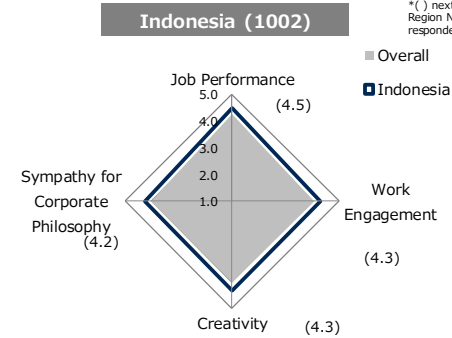 Indonesia (1002)
*( ) next
Region N
responde
Overall
Indonesia
Job Performance
(4.5)
5.0
4.0
3.0
2.0
1.0
Sympathy for
Corporate
Philosophy
(4.2)
Work
Engagement
(4.3)
Creativity
(4.3)